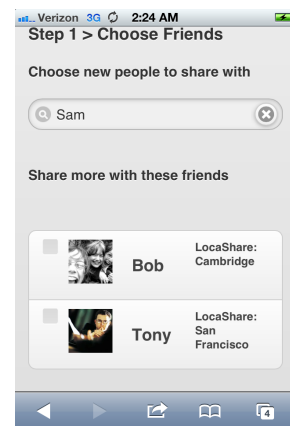 Verizon 3G 2:24 AM
Step 1 > Choose Friends
Choose new people to share with
Sam
Share more with these friends
Bob
LocaShare:
Cambridge
Tony
LocaShare:
San
Francisco
4